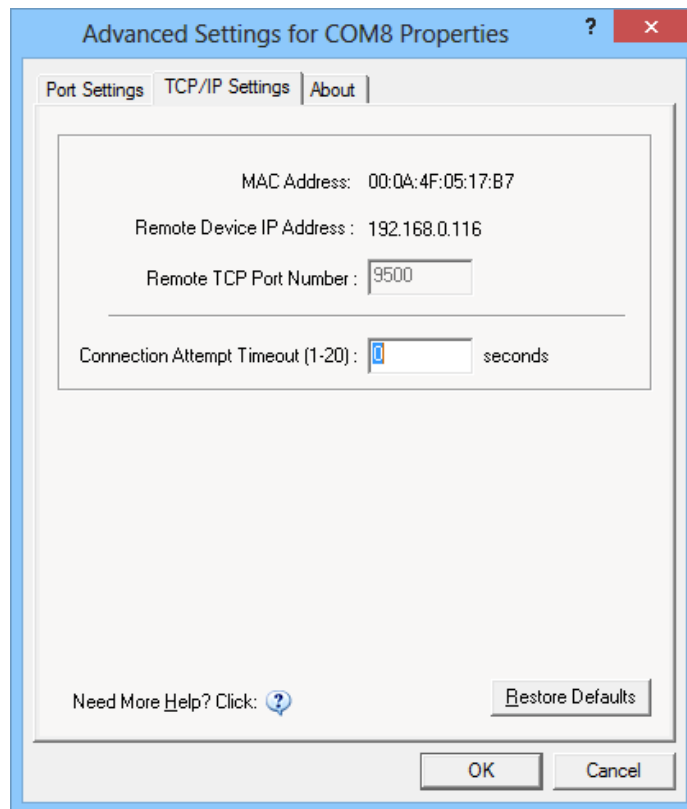 Advanced Settings for COM8 Properties ? ×
Port Settings TCP/IP Settings About
MAC Address: 00:0A:4F:05:17:B7
Remote Device IP Address : 192.168.0.116
Remote TCP Port Number : 9500
Connection Attempt Timeout (1-20) : 0 seconds
Need More Help? Click: ?
Restore Defaults
OK Cancel